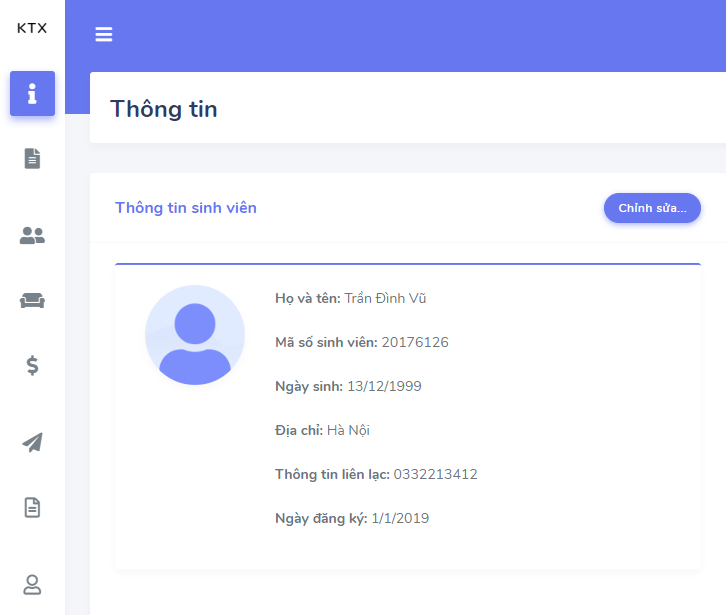 KTX
Thông tin
Thông tin sinh viên
Chỉnh sửa...
Họ và tên: Trần Đình Vũ
Mã số sinh viên: 20176126
Ngày sinh: 13/12/1999
Địa chỉ: Hà Nội
Thông tin liên lạc: 0332213412
Ngày đăng ký: 1/1/2019